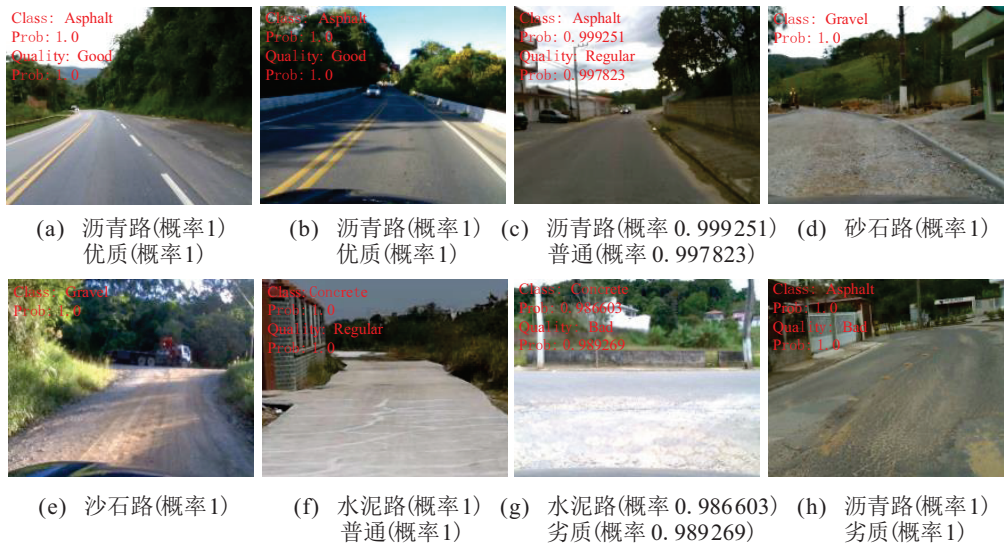 Class: Asphalt
Prob: 1.0
Quality: Good
Prob: 1.0
Class: Asphalt
Prob: 1.0
Quality: Good
Prob: 1.0
Class: Asphalt
Prob: 0.999251
Quality: Regular
Prob: 0.997823
Class: Gravel
Prob: 1.0
(a) 沥青路(概率1)
优质(概率1)
(b) 沥青路(概率1)
优质(概率1)
(c) 沥青路(概率 0.999251)
普通(概率 0.997823)
(d) 砂石路(概率1)
Class: Gravel
Prob: 1.0
Class:Concrete
Prob: 1.0
Quality: Regular
Prob: 1.0
Class: Concrete
Prob: 0.986603
Quality: Bad
Prob: 0.989269
Class: Asphalt
Prob: 1.0
Quality: Bad
Prob: 1.0
(e) 沙石路(概率1)
(f) 水泥路(概率1)
普通(概率1)
(g) 水泥路(概率 0.986603)
劣质(概率 0.989269)
(h) 沥青路(概率1)
劣质(概率1)